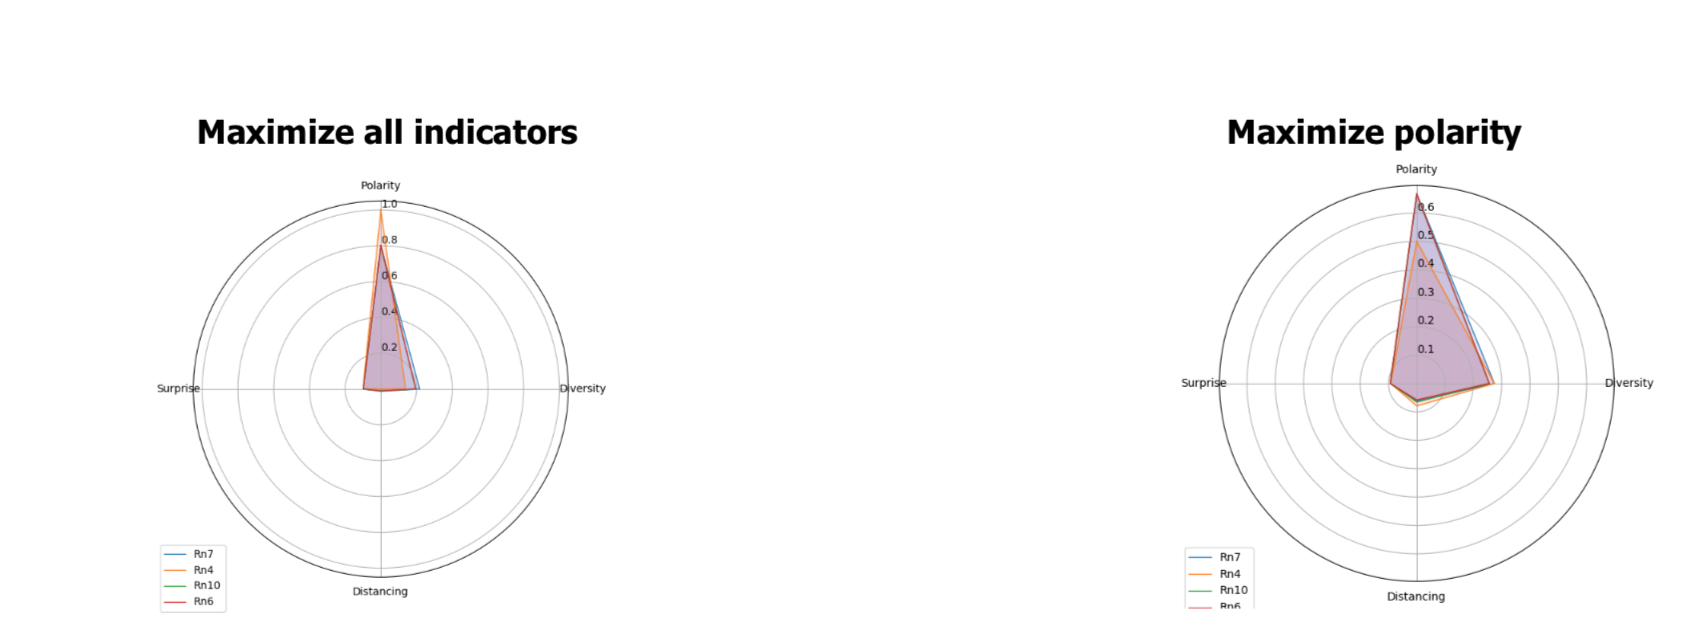 Maximize all indicators
Polarity
1.0
0.8
0.6
0.4
0.2
Surprise
Diversity
Distancing
Rn7
Rn4
Rn10
Rn6
Maximize polarity
Polarity
0.6
0.5
0.4
0.3
0.2
0.1
Surprise
Diversity
Distancing
Rn7
Rn4
Rn10
Rn6